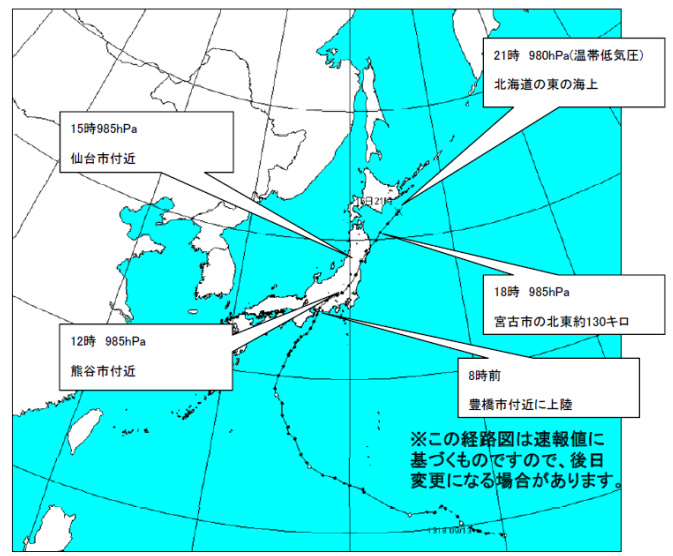 21時 980hPa(温帯低気圧)
北海道の東の海上
15時985hPa
仙台市付近
日21時
18時 985hPa
宮古市の北東約130キロ
12時 985hPa
熊谷市付近
8時前
豊橋市付近に上陸
※この経路図は速報値に
基づくものですので、後日
変更になる場合があります。
1318